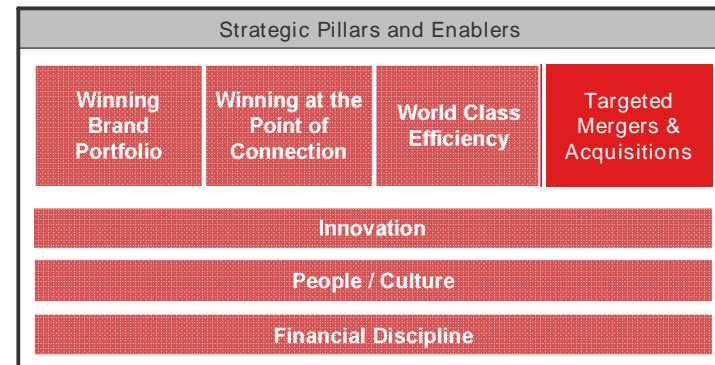 Strategic Pillars and Enablers
Winning
Brand
Portfolio
Winning at the
Point of
Connection
World Class
Efficiency
Targeted
Mergers &
Acquisitions
Innovation
People / Culture
Financial Discipline